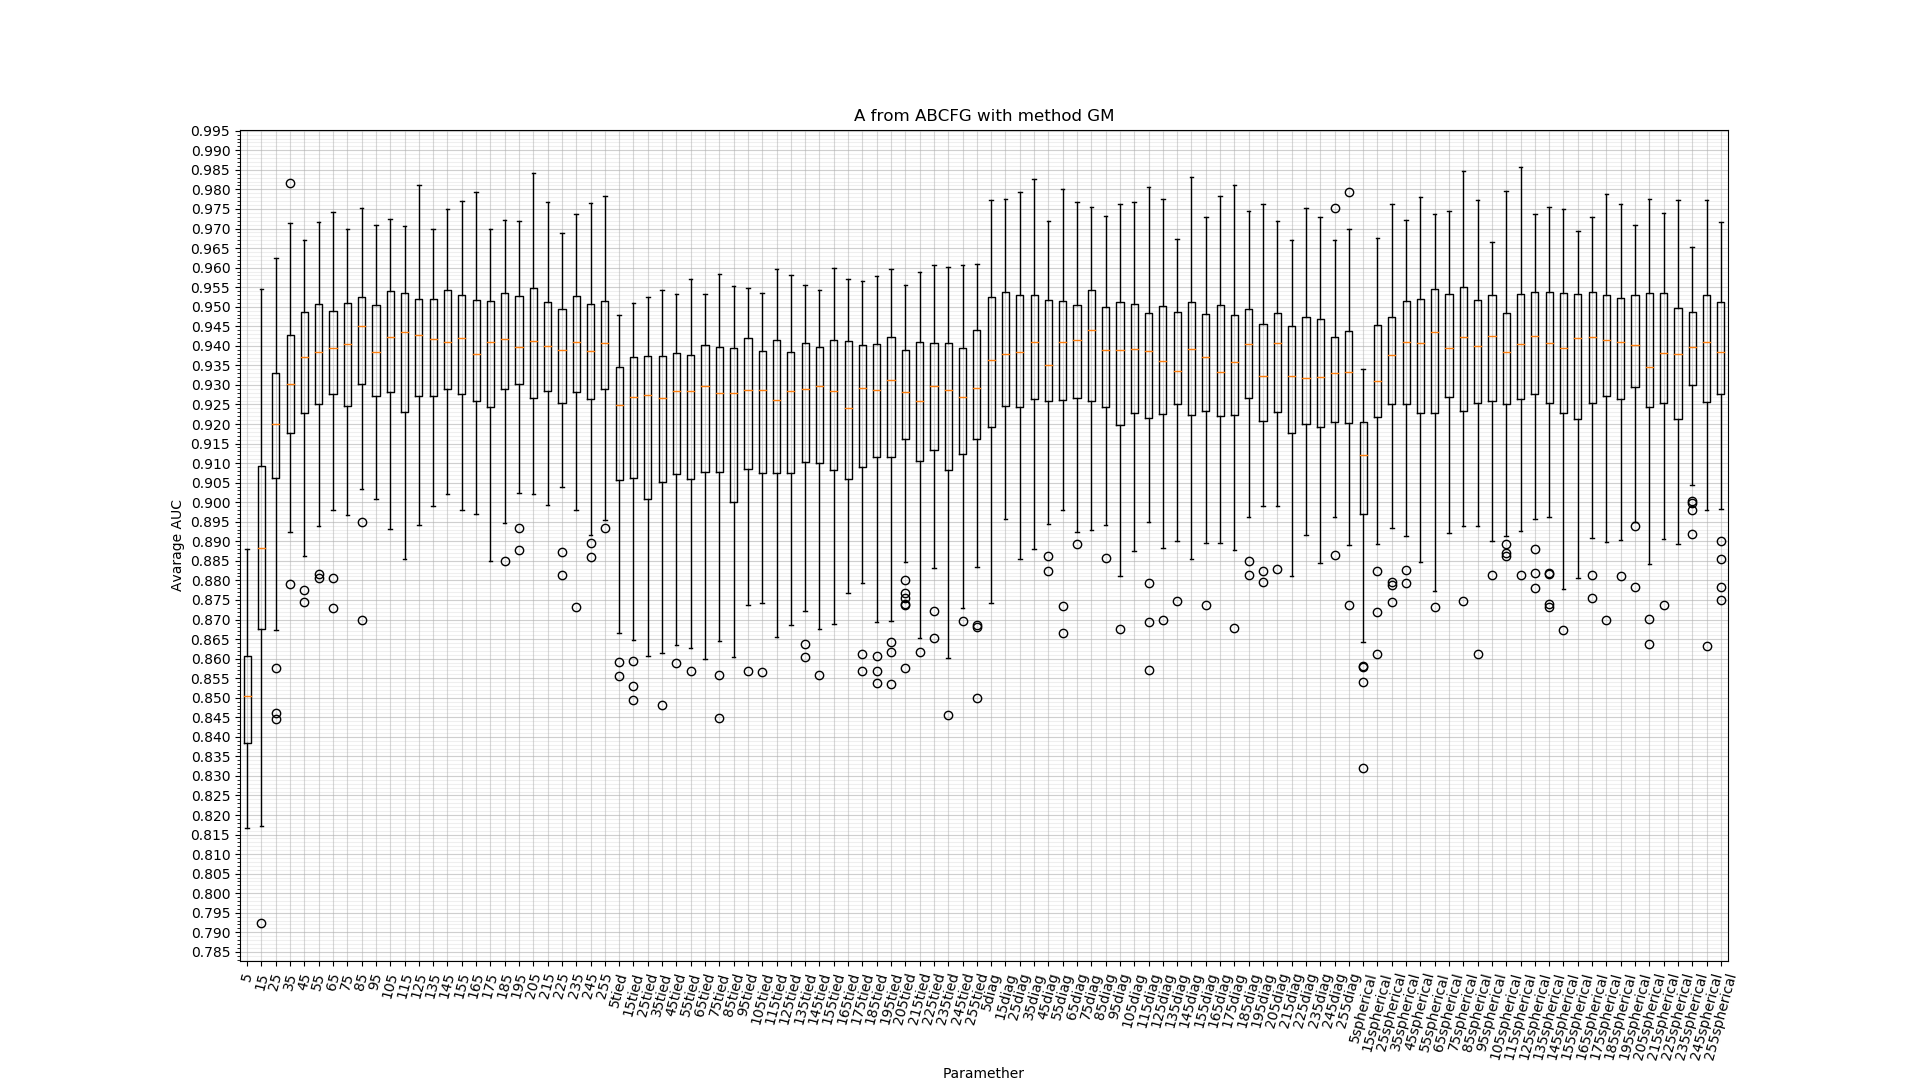 A from ABCFG with method GM
0.995
0.990
0.985
0.980
0.975
0.970
0.965
0.960
0.955
0.950
0.945
0.940
0.935
0.930
0.925
0.920
0.915
0.910
0.905
0.900
0.895
0.890
0.885
0.880
0.875
0.870
0.865
0.860
0.855
0.850
0.845
0.840
0.835
0.830
0.825
0.820
0.815
0.810
0.805
0.800
0.795
0.790
0.785
Avarage AUC
5
15
25
35
45
55
65
75
85
95
105
115
125
135
145
155
165
175
185
195
205
215
225
235
245
255
5tied
15tied
25tied
35tied
45tied
55tied
65tied
75tied
85tied
95tied
105tied
115tied
125tied
135tied
145tied
155tied
165tied
175tied
185tied
195tied
205tied
215tied
225tied
235tied
245tied
255tied
5diag
15diag
25diag
35diag
45diag
55diag
65diag
75diag
85diag
95diag
105diag
115diag
125diag
135diag
145diag
155diag
165diag
175diag
185diag
195diag
205diag
215diag
225diag
235diag
245diag
255diag
5spherical
15spherical
25spherical
35spherical
45spherical
55spherical
65spherical
75spherical
85spherical
95spherical
105spherical
115spherical
125spherical
135spherical
145spherical
155spherical
165spherical
175spherical
185spherical
195spherical
205spherical
215spherical
225spherical
235spherical
245spherical
255spherical
Paramether